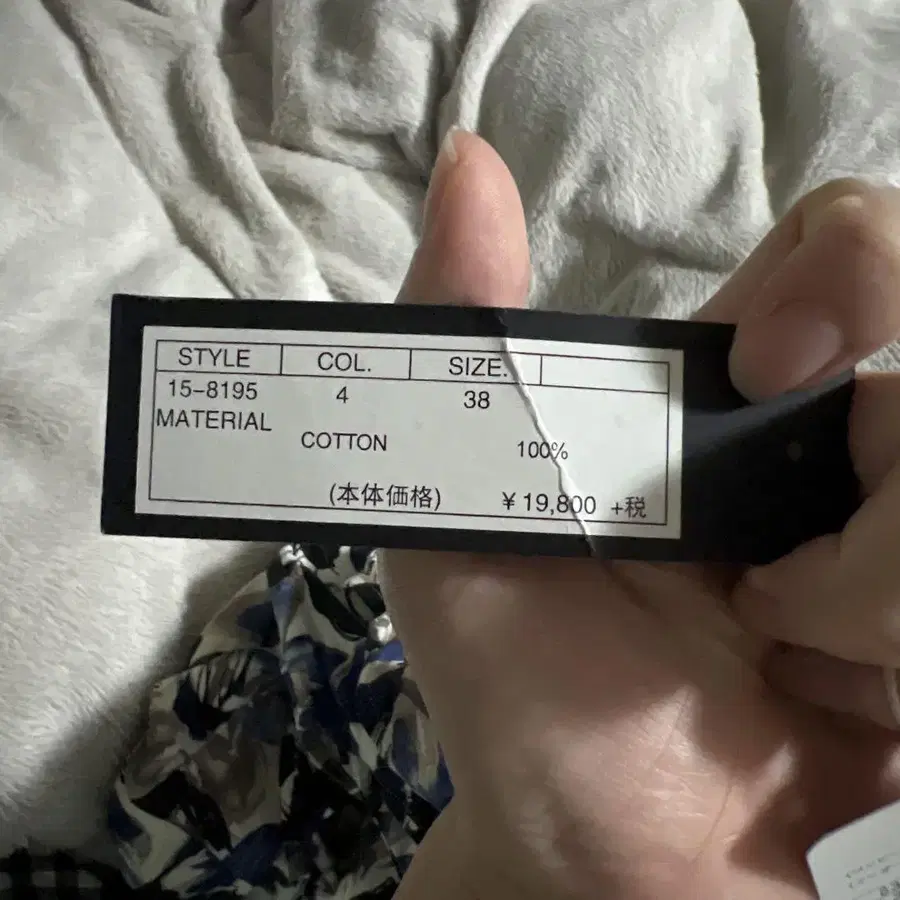 STYLE COL. SIZE.
15-8195 4 38
MATERIAL
COTTON 100%
(本体価格) ¥19,800 +税